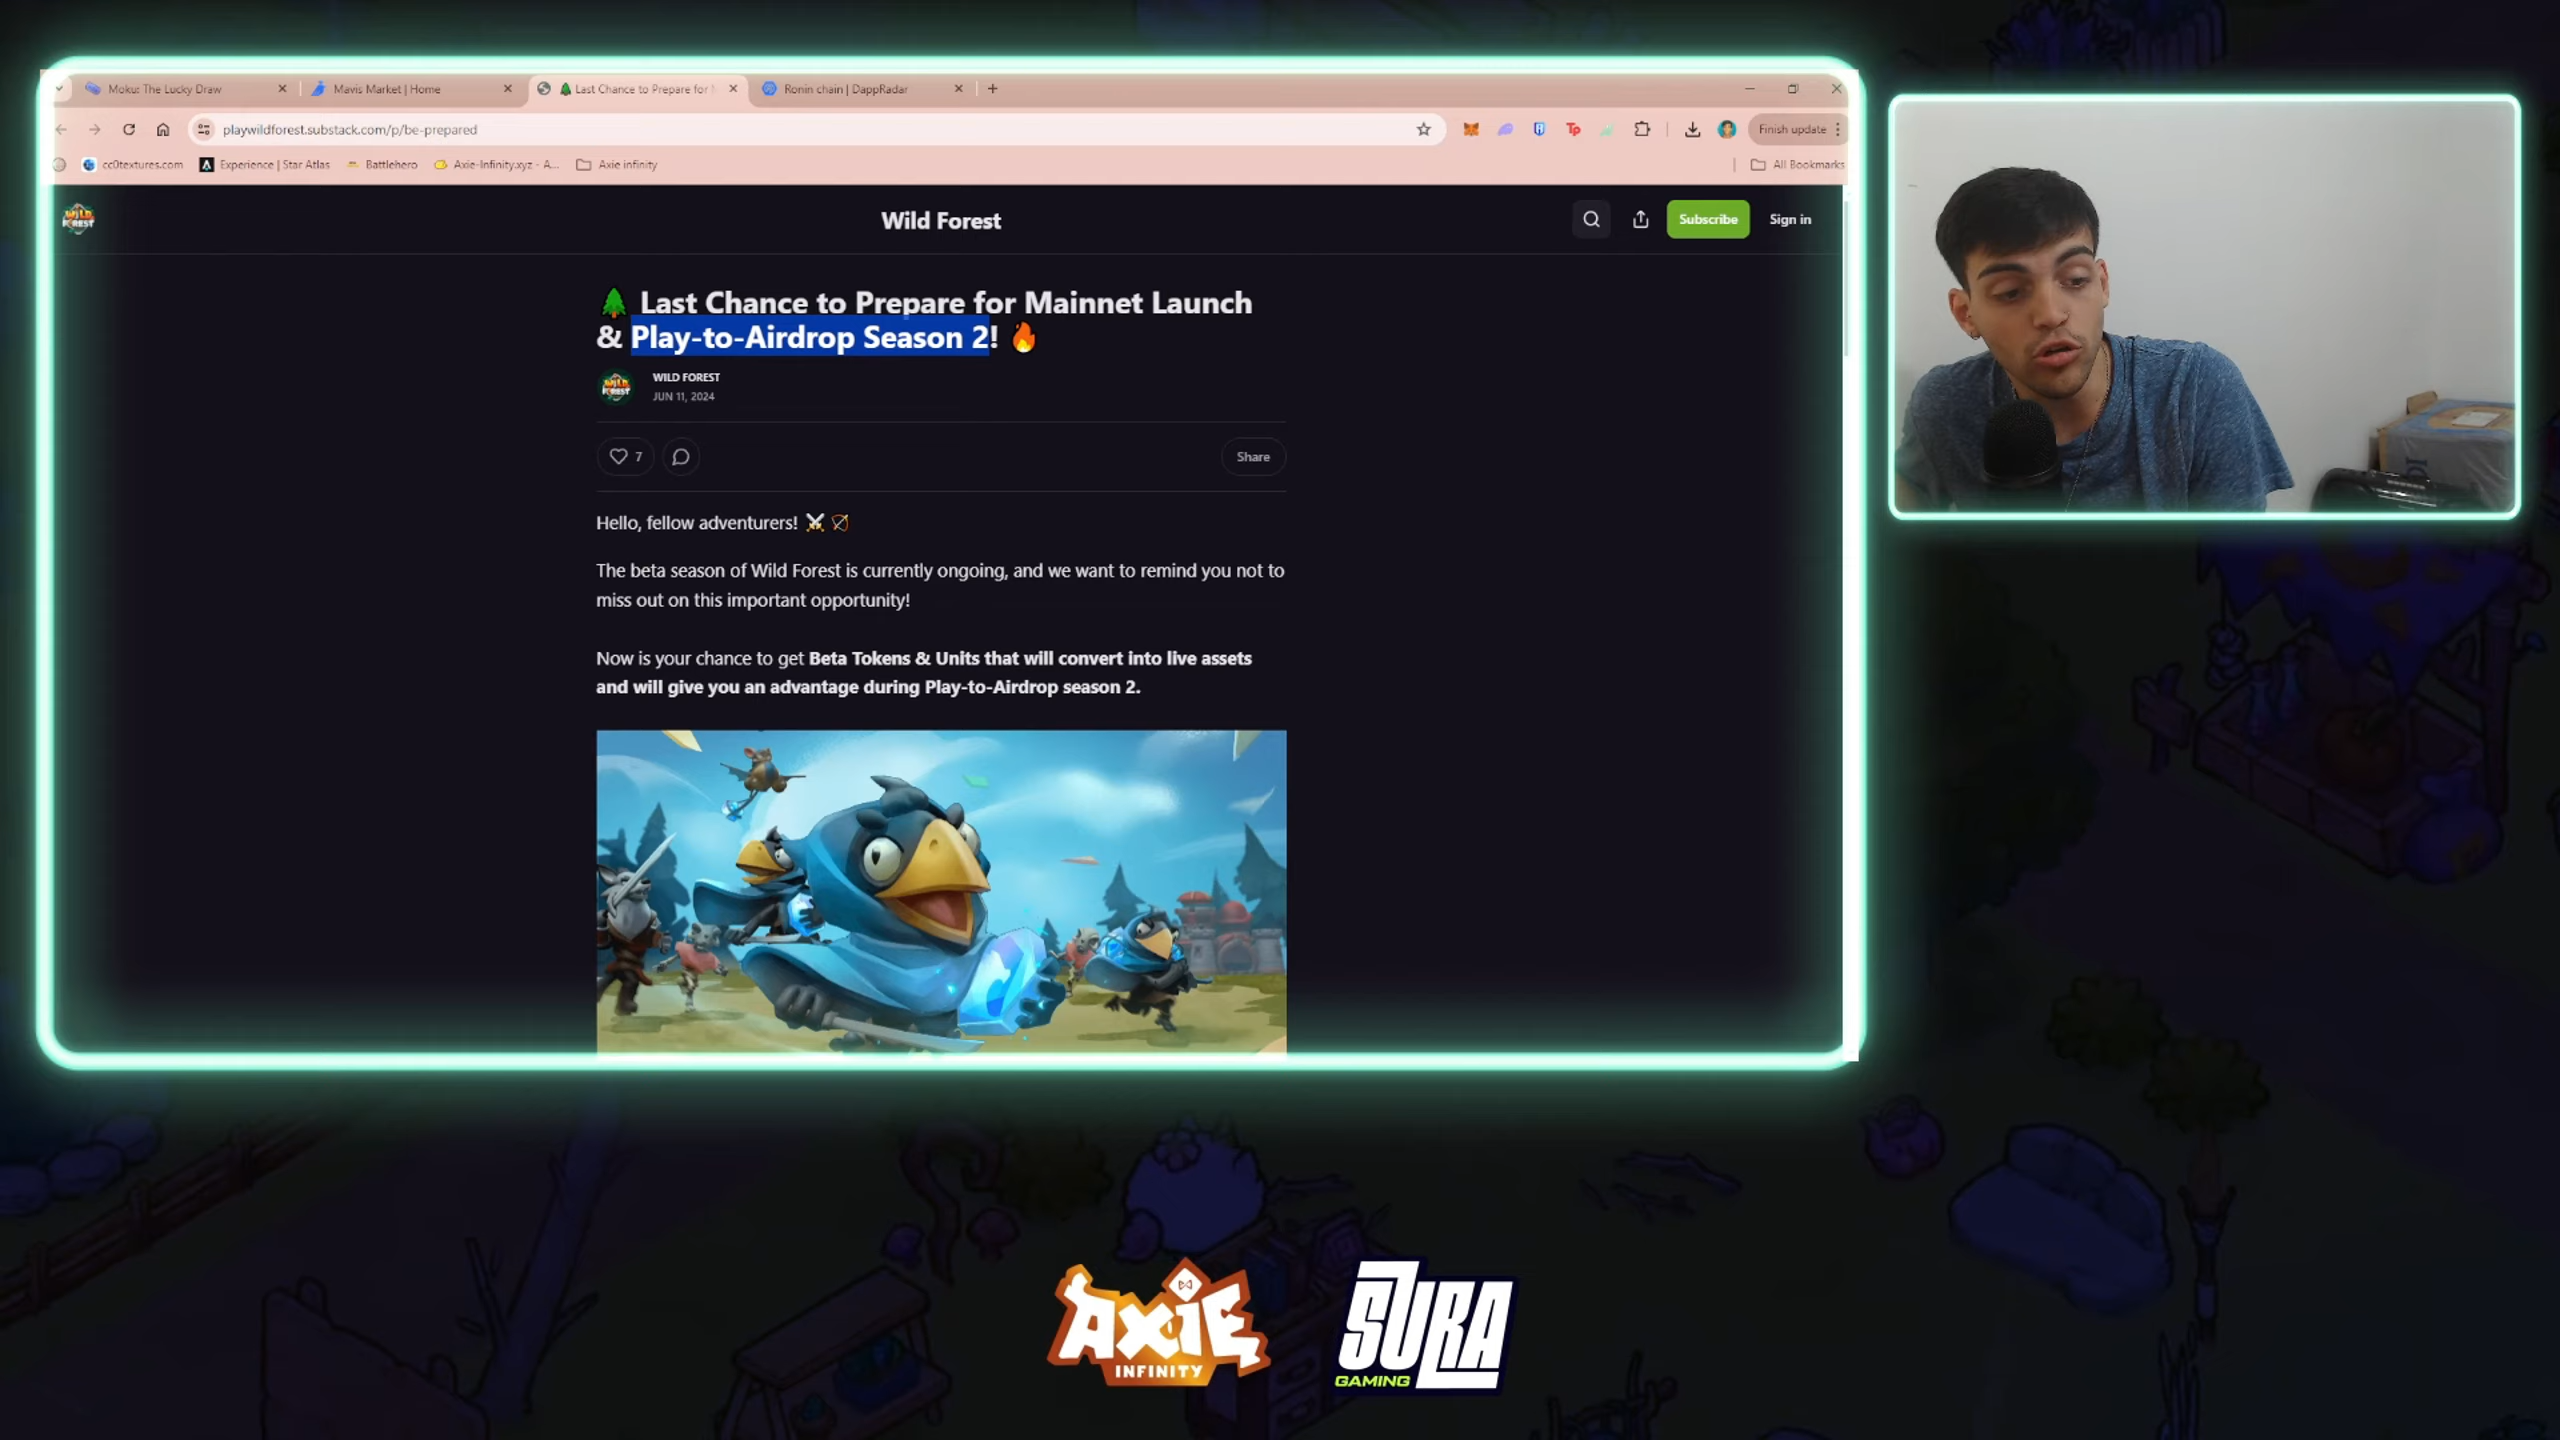 Moku: The Lucky Draw
Mavis Market | Home
Last Chance to Prepare for
Ronin chain | DappRadar
playwildforest.substack.com/p/be-prepared
Finish update
cc0textures.com
Experience | Star Atlas
Battlehero
Axie-Infinity.xyz - A...
Axie infinity
All Bookmarks
WILD FOREST
Wild Forest
Subscribe
Sign in
🌲 Last Chance to Prepare for Mainnet Launch
& Play-to-Airdrop Season 2! 🔥
WILD FOREST
WILD FOREST
JUN 11, 2024
7
Share
Hello, fellow adventurers! ⚔️ 🏹
The beta season of Wild Forest is currently ongoing, and we want to remind you not to
miss out on this important opportunity!
Now is your chance to get Beta Tokens & Units that will convert into live assets
and will give you an advantage during Play-to-Airdrop season 2.
AXIE
INFINITY
SURA
GAMING